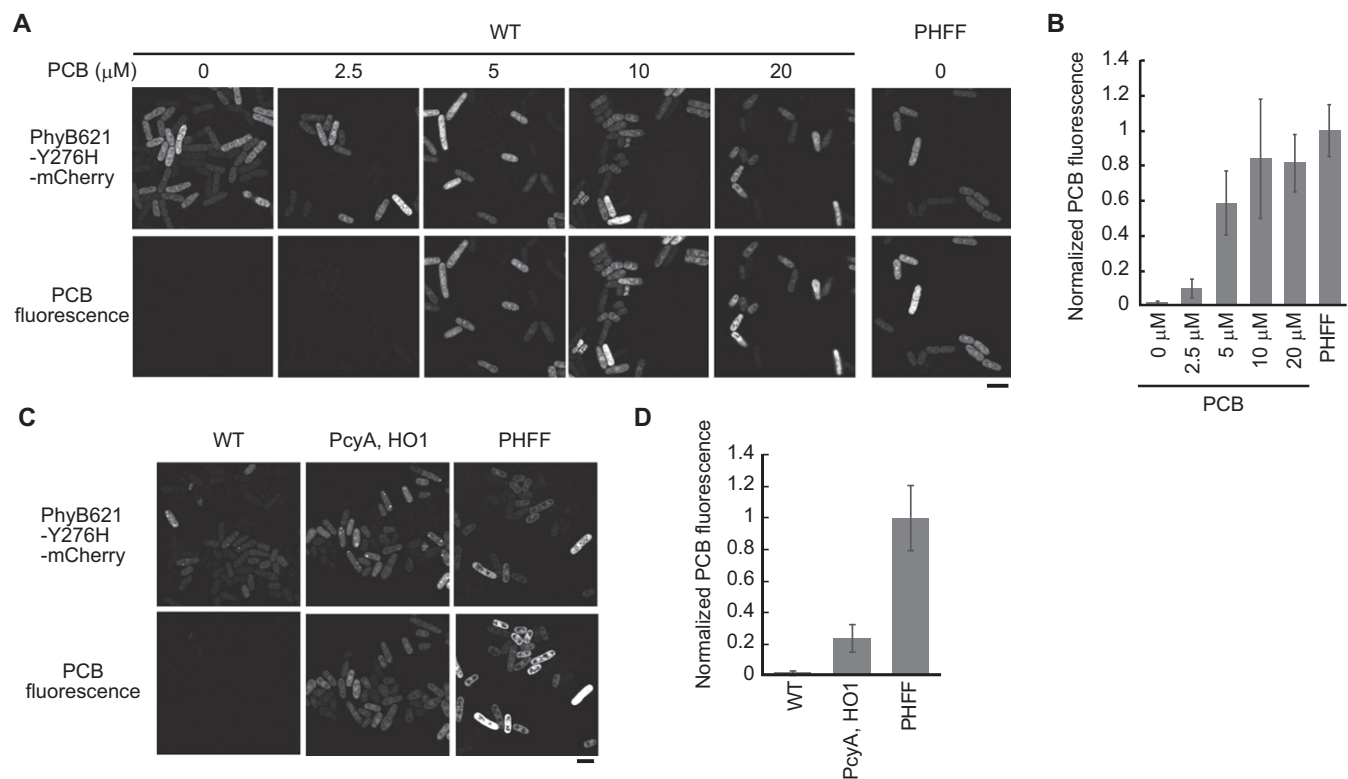 A
WT
PHFF
PCB (μM)
0
2.5
5
10
20
0
PhyB621
-Y276H
-mCherry
PCB
fluorescence
B
Normalized PCB fluorescence
1.4
1.2
1
0.8
0.6
0.4
0.2
0
0 μM
2.5 μM
5 μM
10 μM
20 μM
PHFF
PCB
C
WT
PcyA, HO1
PHFF
PhyB621
-Y276H
-mCherry
PCB
fluorescence
D
Normalized PCB fluorescence
1.4
1.2
1
0.8
0.6
0.4
0.2
0
WT
PcyA, HO1
PHFF